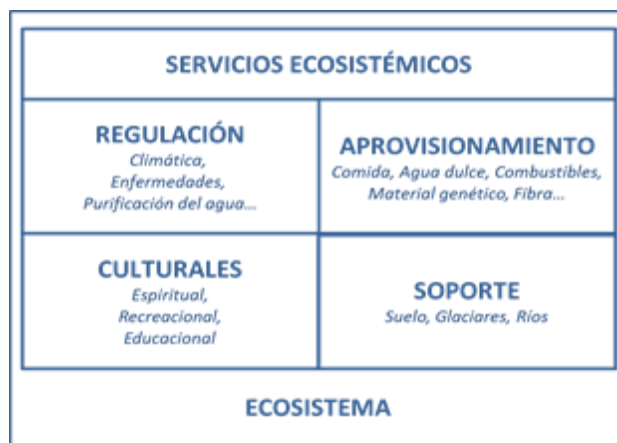 SERVICIOS ECOSISTÉMICOS
REGULACIÓN
Climática,
Enfermedades,
Purificación del agua...
APROVISIONAMIENTO
Comida, Agua dulce, Combustibles,
Material genético, Fibra...
CULTURALES
Espiritual,
Recreacional,
Educacional
SOPORTE
Suelo, Glaciares, Ríos
ECOSISTEMA